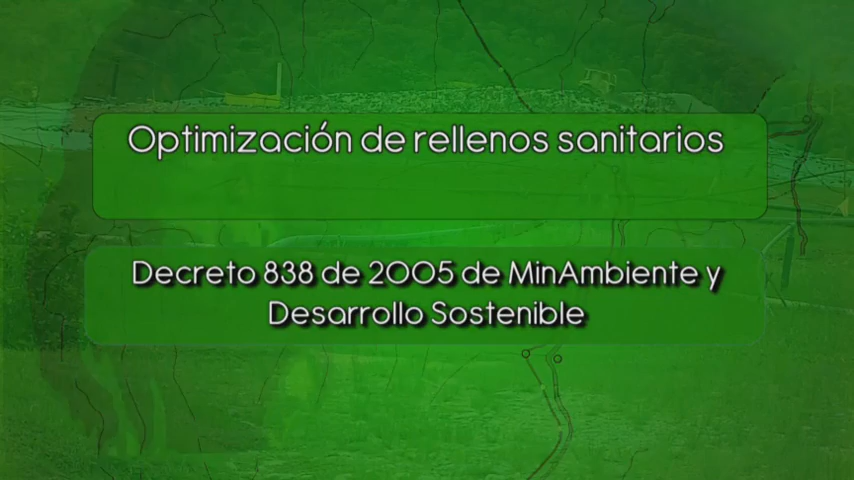 Optimización de rellenos sanitarios
Decreto 838 de 2005 de MinAmbiente y
Desarrollo Sostenible